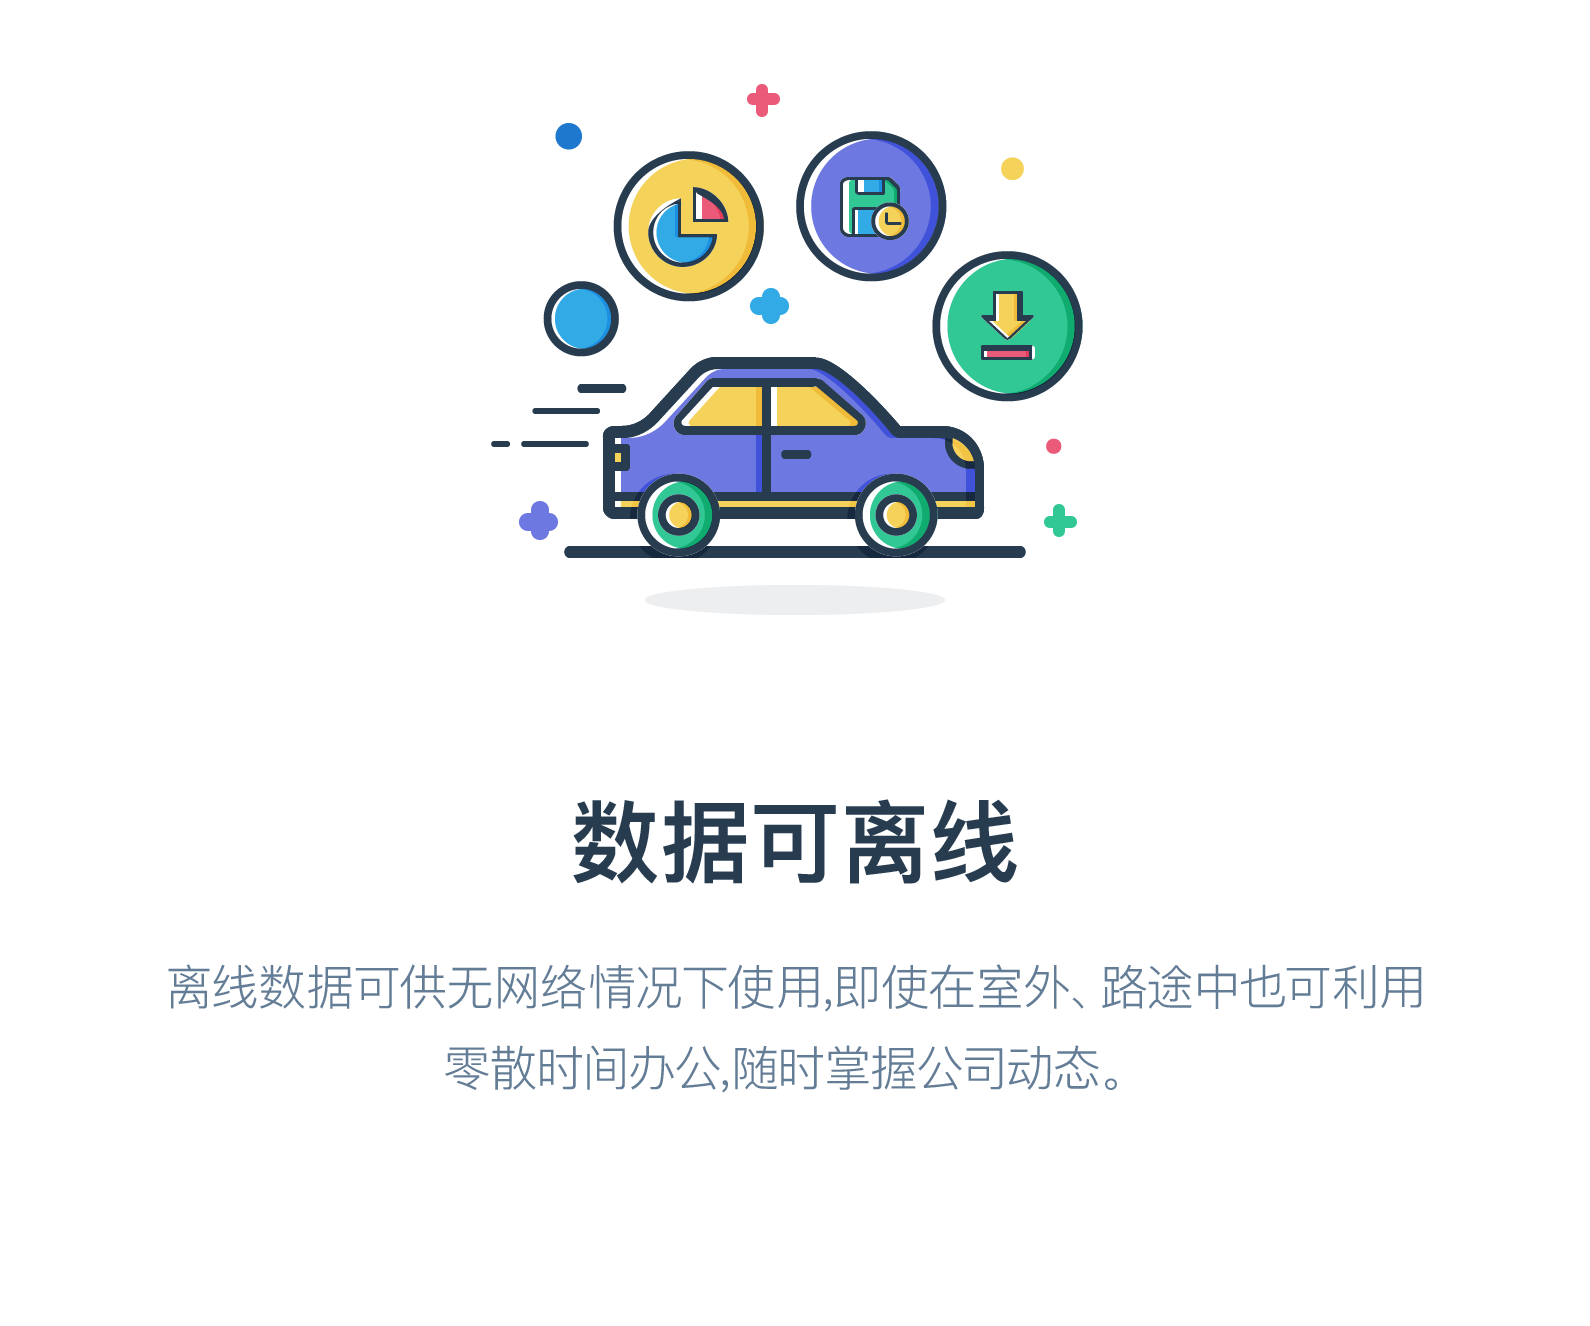 数据可离线
离线数据可供无网络情况下使用,即使在室外、路途中也可利用
零散时间办公,随时掌握公司动态。